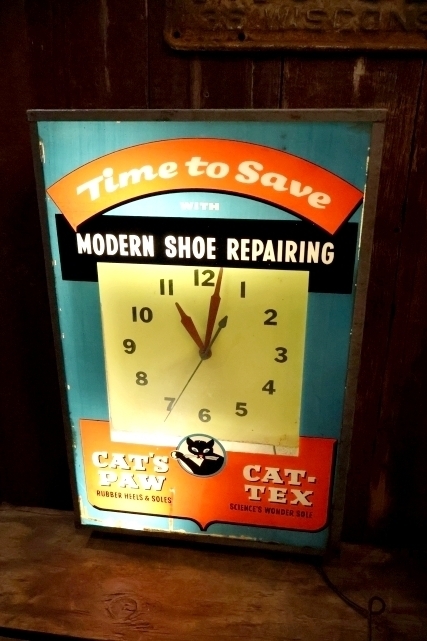 WISCONS
Time to Save
WITH
MODERN SHOE REPAIRING
12
11 1
10 2
9 3
8 4
7 5
6
CAT'S PAW
RUBBER HEELS & SOLES
CAT-TEX
SCIENCE'S WONDER SOLE